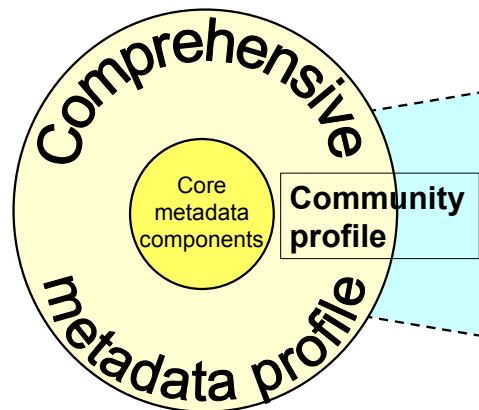 Comprehensive
Core
metadata
components
Community
profile
metadata profile